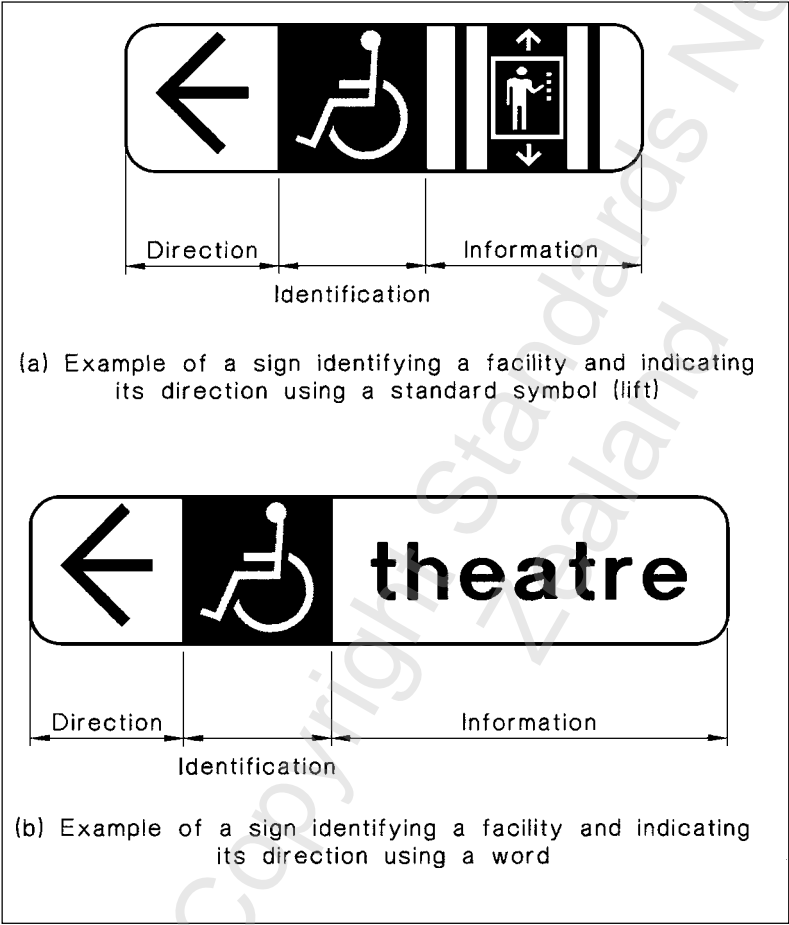 Direction
Information
Identification
(a) Example of a sign identifying a facility and indicating
its direction using a standard symbol (lift)
theatre
Direction
Information
Identification
(b) Example of a sign identifying a facility and indicating
its direction using a word
Copyright Standards Ne
Zealand